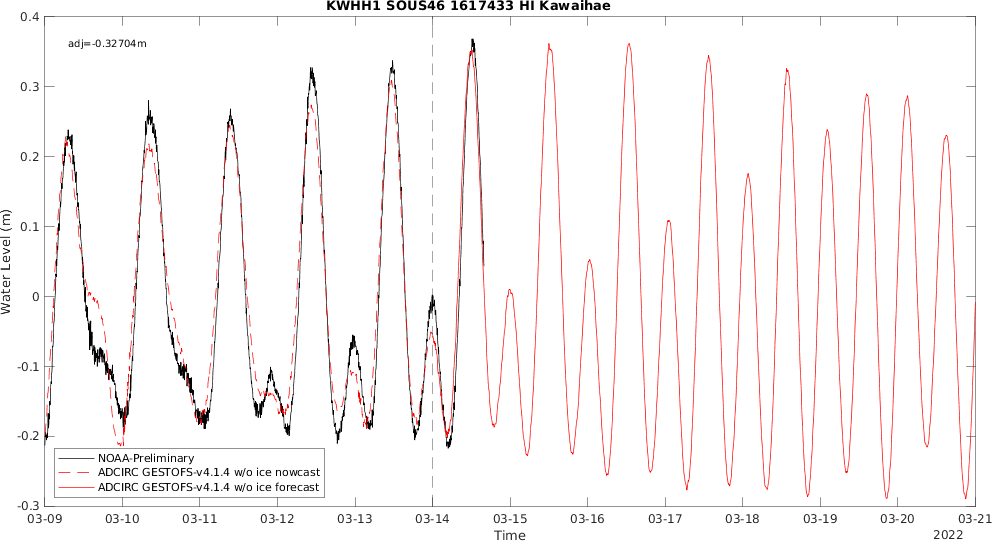 KWHH1 SOUS46 1617433 HI Kawaihae
adj=-0.32704m
Water Level (m)
0.4
0.3
0.2
0.1
0
-0.1
-0.2
-0.3
NOAA-Preliminary
ADCIRC GESTOFS-v4.1.4 w/o ice nowcast
ADCIRC GESTOFS-v4.1.4 w/o ice forecast
03-09 03-10 03-11 03-12 03-13 03-14 03-15 03-16 03-17 03-18 03-19 03-20 03-21
Time
2022